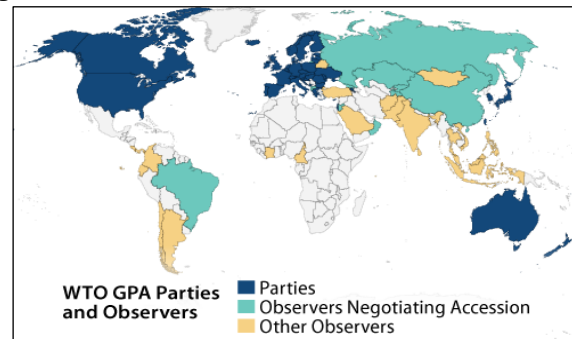 WTO GPA Parties
and Observers
Parties
Observers Negotiating Accession
Other Observers